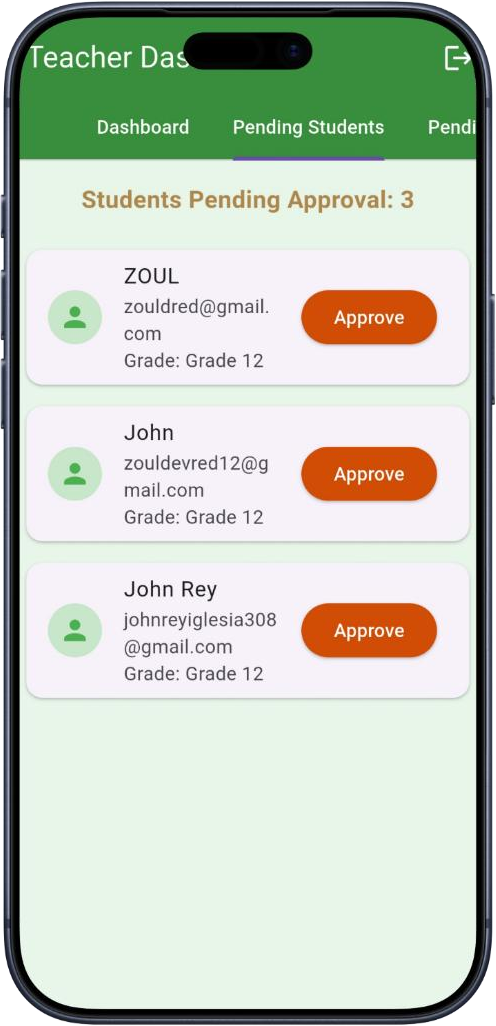 Teacher Das
Dashboard Pending Students Pendi
Students Pending Approval: 3
ZOUL
zouldred@gmail.
com
Grade: Grade 12
Approve
John
zouldevred12@g
mail.com
Grade: Grade 12
Approve
John Rey
johnreyiglesia308
@gmail.com
Grade: Grade 12
Approve